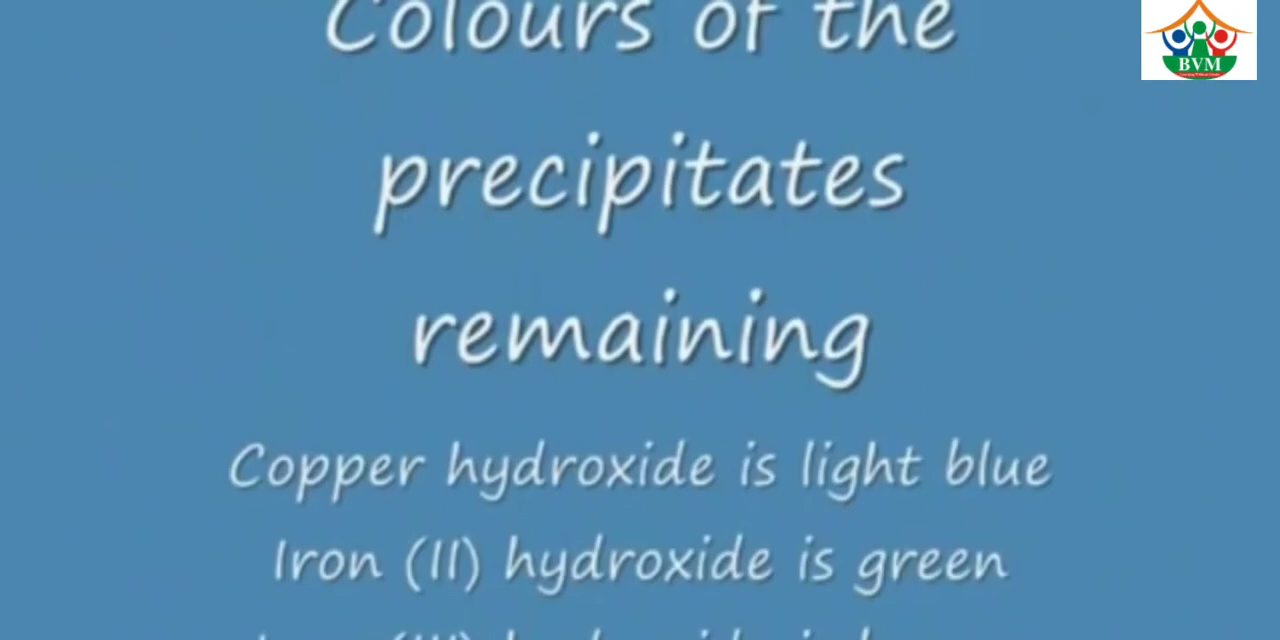 Colours of the
precipitates
remaining
Copper hydroxide is light blue
Iron (II) hydroxide is green
BVM